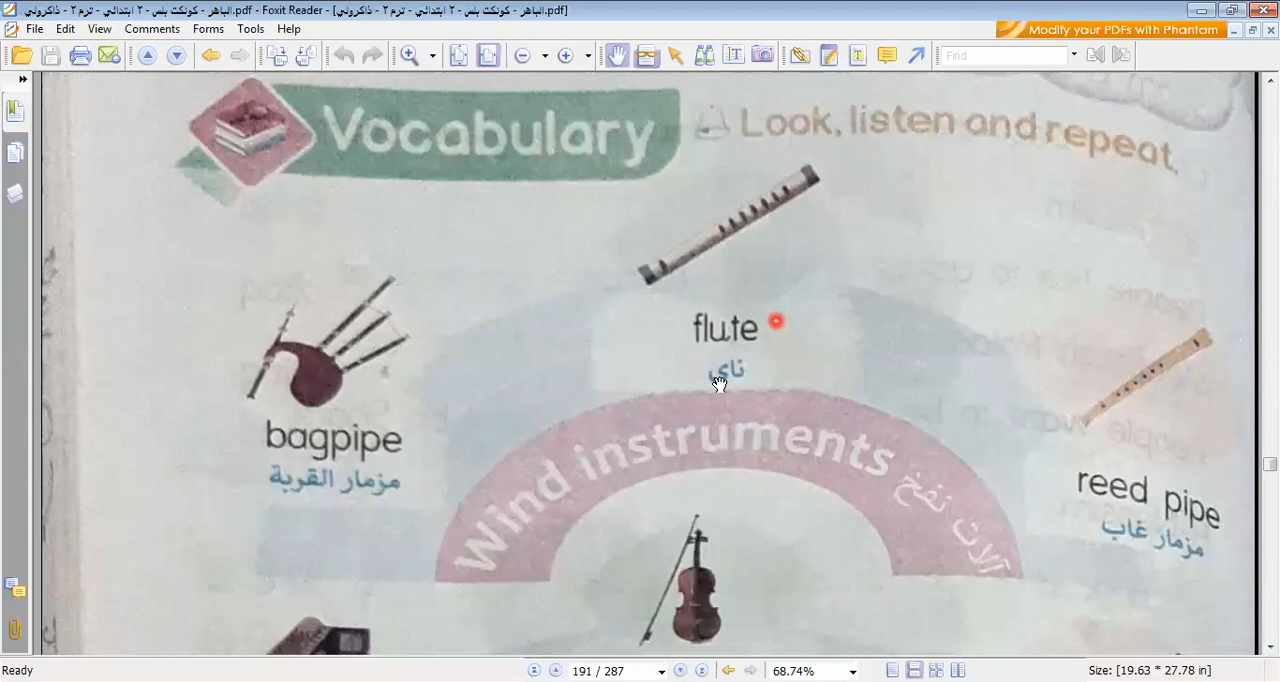 الباهر - كونكت بلس - ٢ ابتدائي - ترم ٢ - ذاكرولي.pdf - Foxit Reader - [الباهر - كونكت بلس - ٢ ابتدائي - ترم ٢ - ذاكرولي.pdf]
File Edit View Comments Forms Tools Help
Modify your PDFs with Phantom
Find
Vocabulary
Look, listen and repeat.
flute
ناي
bagpipe
مزمار القربة
reed pipe
مزمار غاب
Wind instruments آلات نفخ
Ready
191 / 287
68.74%
Size: [19.63 * 27.78 in]